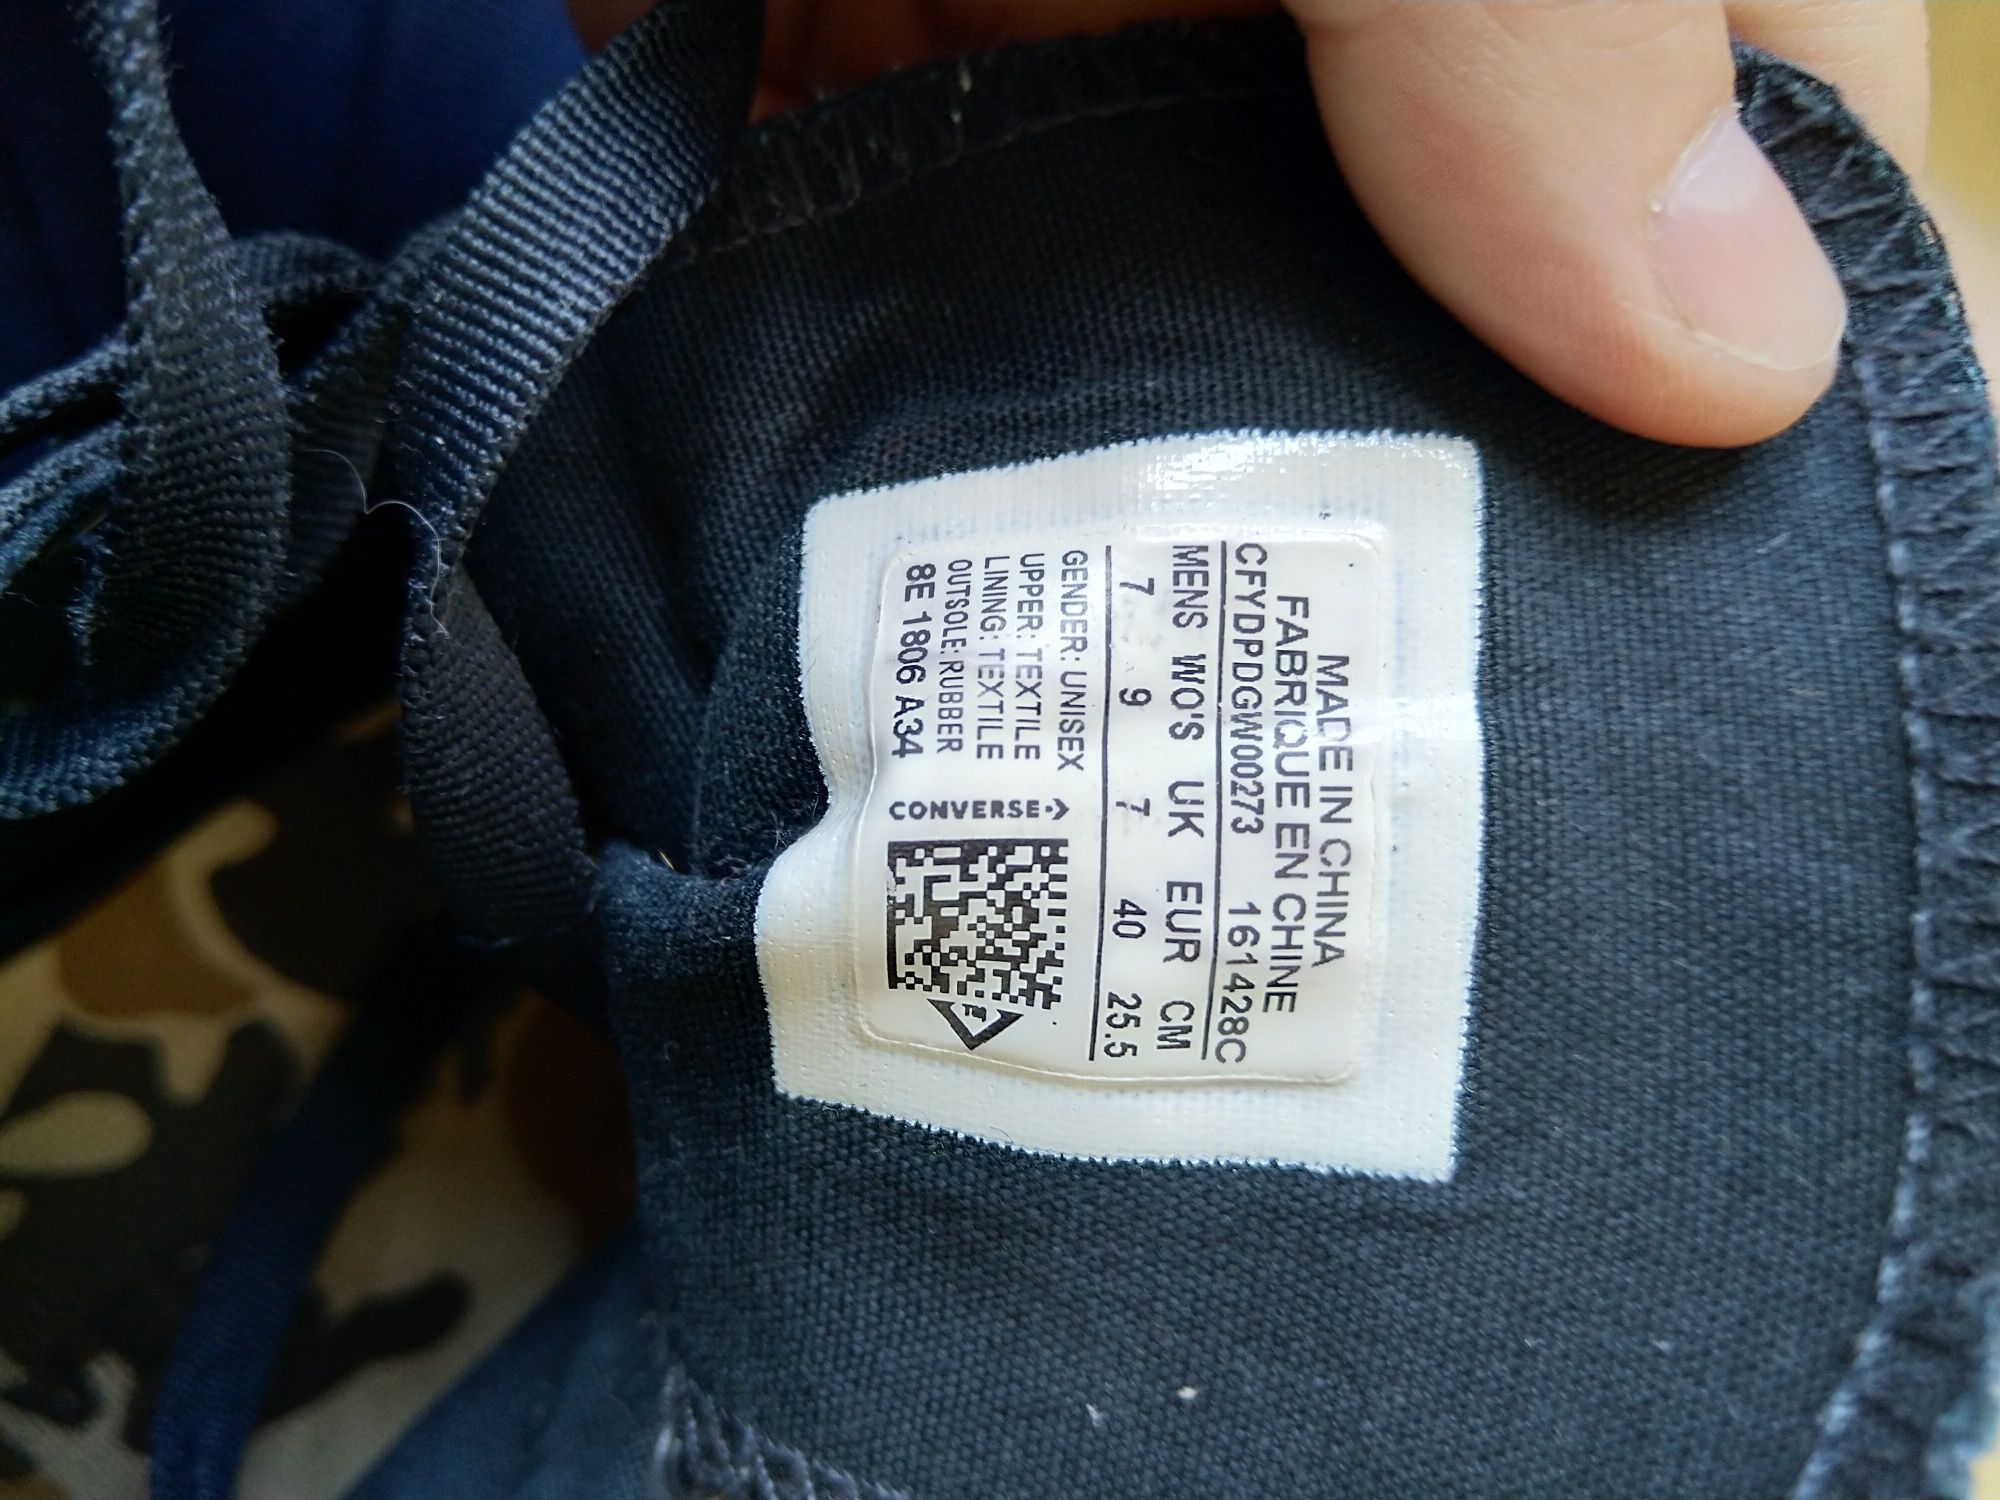 MADE IN CHINA
FABRIQUE EN CHINE
CFYDPDGW00273 161428C
MENS WO'S UK EUR CM
7 9 7 40 25.5
GENDER: UNISEX
UPPER: TEXTILE
LINING: TEXTILE
OUTSOLE: RUBBER
8E 1806 A34
CONVERSE
F